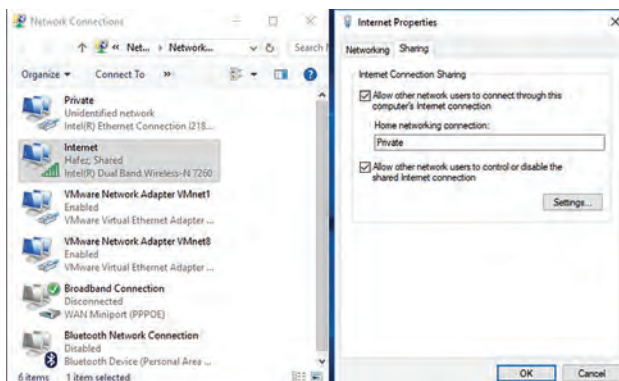 Network Connections
« Net... › Network...
Search
Organize
Connect To
»
Private
Unidentified network
Intel(R) Ethernet Connection I218...
Internet
Hafez, Shared
Intel(R) Dual Band Wireless-N 7260
VMware Network Adapter VMnet1
Enabled
VMware Virtual Ethernet Adapter ...
VMware Network Adapter VMnet8
Enabled
VMware Virtual Ethernet Adapter ...
Broadband Connection
Disconnected
WAN Miniport (PPPOE)
Bluetooth Network Connection
Disabled
Bluetooth Device (Personal Area ...
6 items 1 item selected
Internet Properties
Networking Sharing
Internet Connection Sharing
Allow other network users to connect through this
computer's Internet connection
Home networking connection:
Private
Allow other network users to control or disable the
shared Internet connection
Settings...
OK Cancel